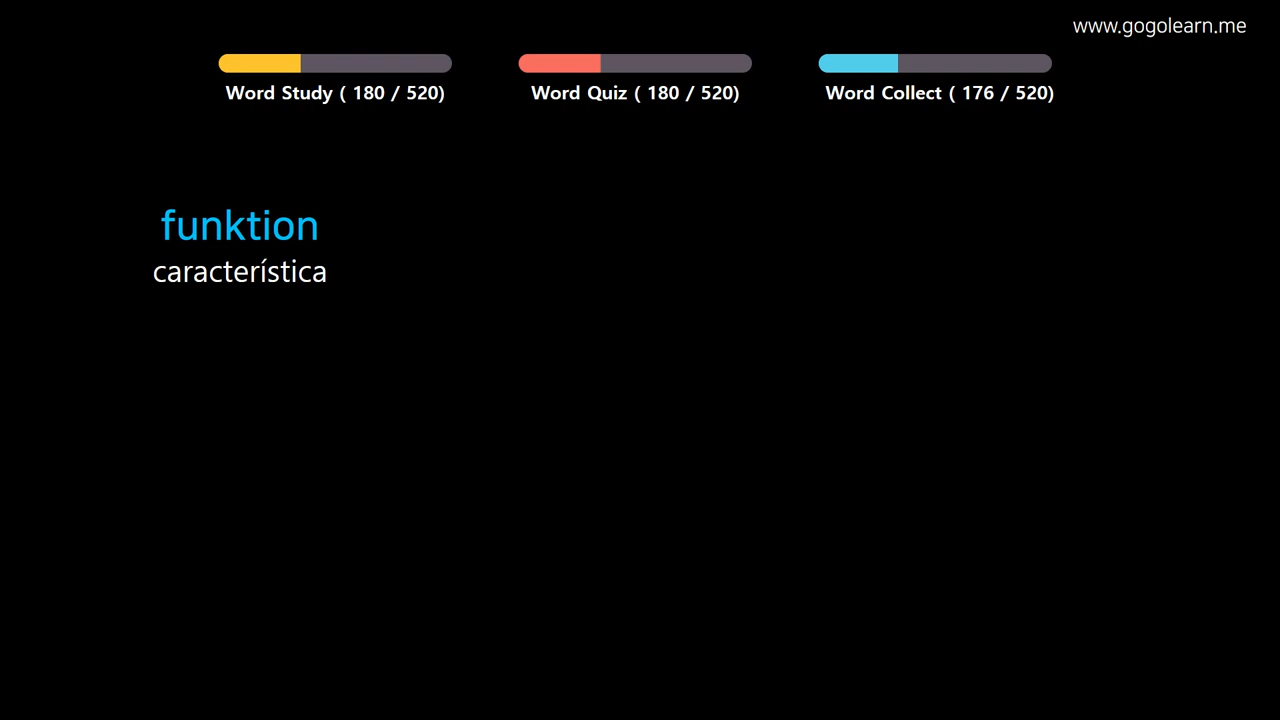 www.gogolearn.me
Word Study ( 180 / 520)
Word Quiz ( 180 / 520)
Word Collect ( 176 / 520)
funktion
característica